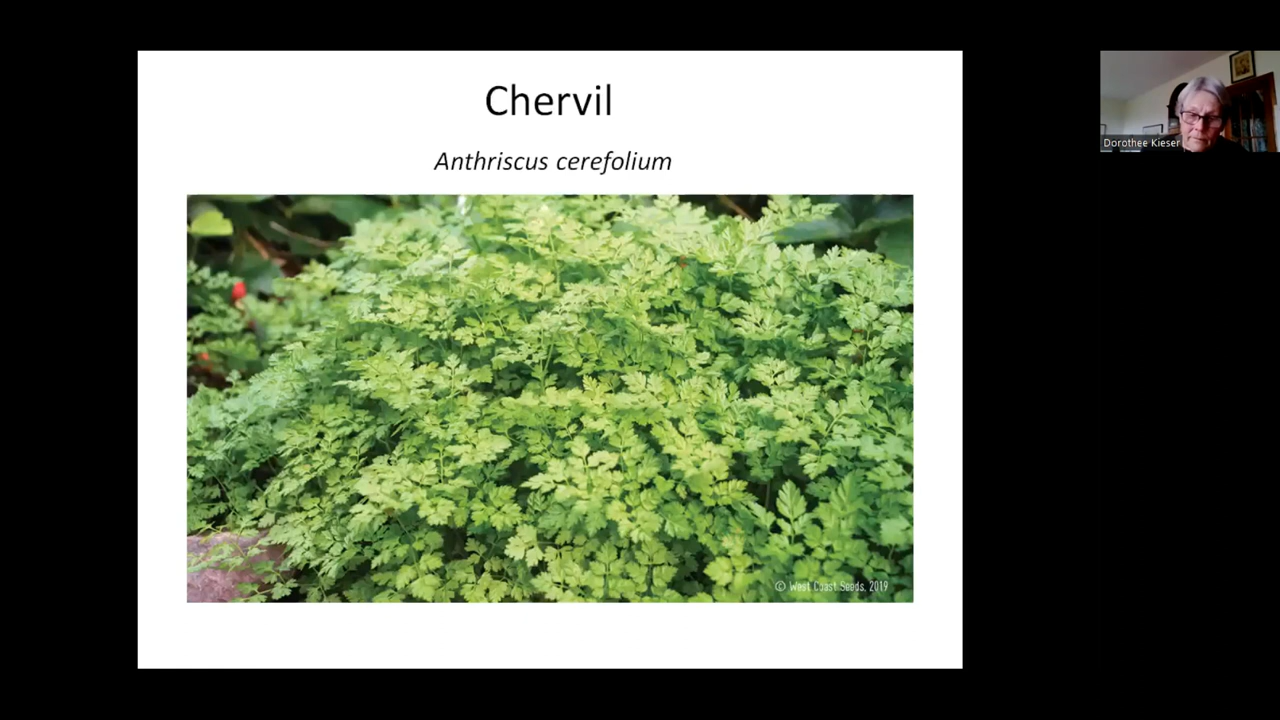 Chervil
Anthriscus cerefolium
© West Coast Seeds, 2019
Dorothee Kieser